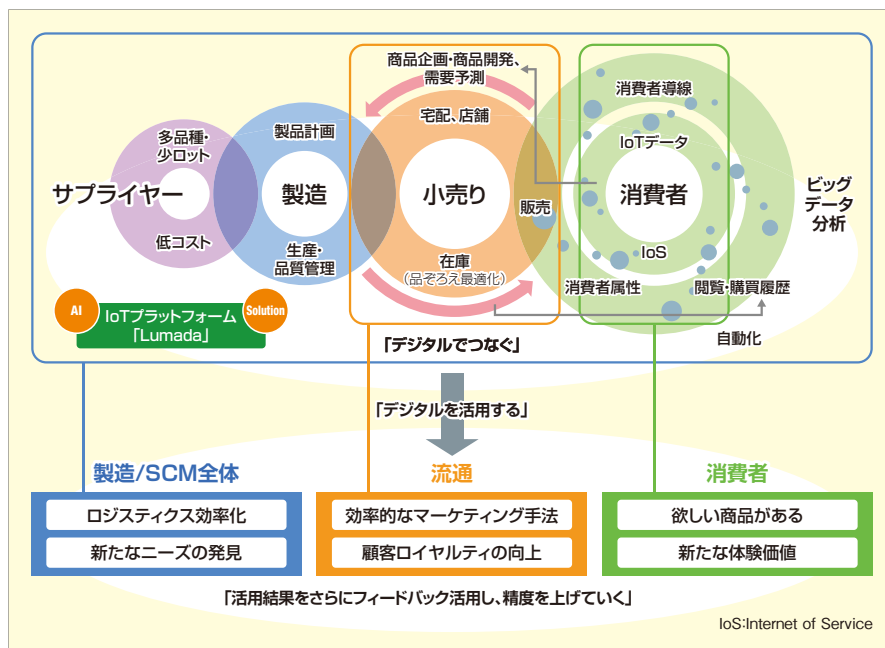 商品企画・商品開発、
需要予測
消費者導線
多品種・
少ロット
製品計画
宅配、店舗
IoTデータ
サプライヤー
製造
小売り
消費者
販売
ビッグ
データ
分析
低コスト
生産・
品質管理
在庫
(品ぞろえ最適化)
IoS
消費者属性
閲覧・購買履歴
AI
IoTプラットフォーム
「Lumada」
Solution
自動化
「デジタルでつなぐ」
「デジタルを活用する」
製造/SCM全体
流通
消費者
ロジスティクス効率化
効率的なマーケティング手法
欲しい商品がある
新たなニーズの発見
顧客ロイヤルティの向上
新たな体験価値
「活用結果をさらにフィードバック活用し、精度を上げていく」
IoS:Internet of Service